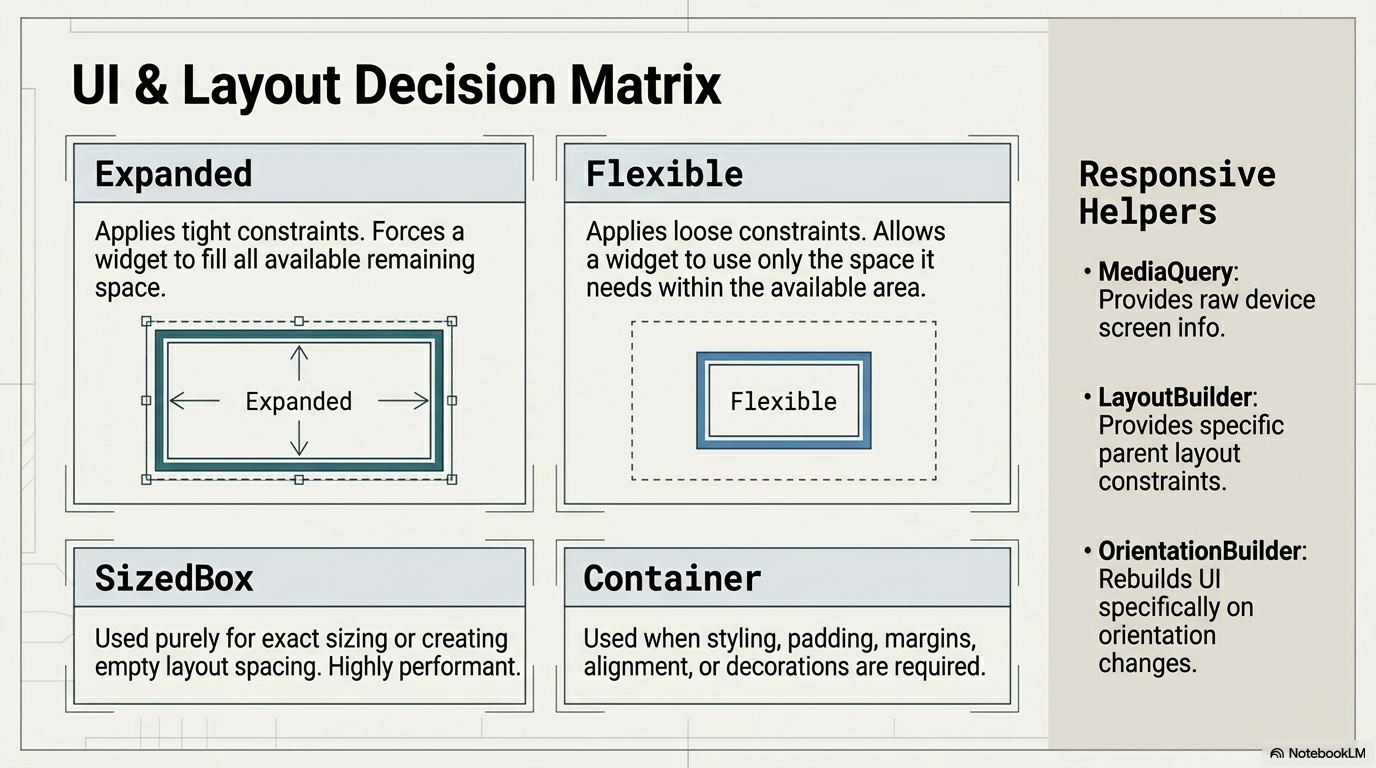 UI & Layout Decision Matrix
Expanded
Applies tight constraints. Forces a
widget to fill all available remaining
space.
Expanded
Flexible
Applies loose constraints. Allows
a widget to use only the space it
needs within the available area.
Flexible
SizedBox
Used purely for exact sizing or creating
empty layout spacing. Highly performant.
Container
Used when styling, padding, margins,
alignment, or decorations are required.
Responsive
Helpers
• MediaQuery:
Provides raw device
screen info.
• LayoutBuilder:
Provides specific
parent layout
constraints.
• OrientationBuilder:
Rebuilds UI
specifically on
orientation
changes.
NotebookLM